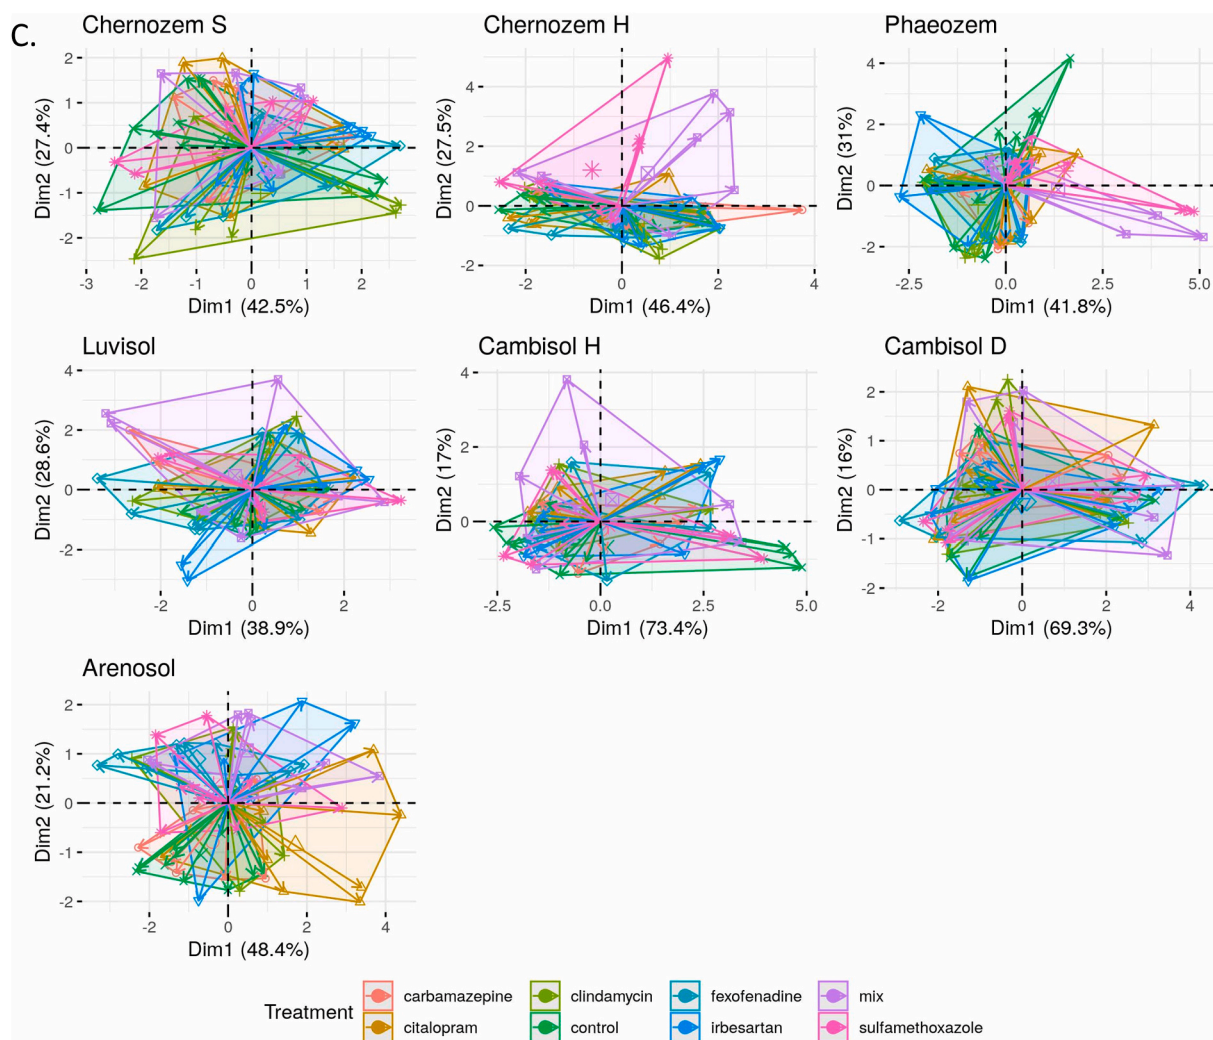 C.
Chernozem S
Chernozem H
Phaeozem
Dim2 (27.4%)
2
1
0
-1
-2
-3
-2
-1
0
1
2
Dim1 (42.5%)
Dim2 (27.5%)
4
2
0
-2
-2
0
2
4
Dim1 (46.4%)
Dim2 (31%)
4
2
0
-2
-2.5
0.0
2.5
5.0
Dim1 (41.8%)
Luvisol
Cambisol H
Cambisol D
Dim2 (28.6%)
4
2
0
-2
-2
0
2
Dim1 (38.9%)
Dim2 (17%)
4
2
0
-2.5
0.0
2.5
5.0
Dim1 (73.4%)
Dim2 (16%)
2
1
0
-1
-2
-2
0
2
4
Dim1 (69.3%)
Arenosol
Dim2 (21.2%)
2
1
0
-1
-2
-2
0
2
4
Dim1 (48.4%)
Treatment
carbamazepine
clindamycin
fexofenadine
mix
citalopram
control
irbesartan
sulfamethoxazole